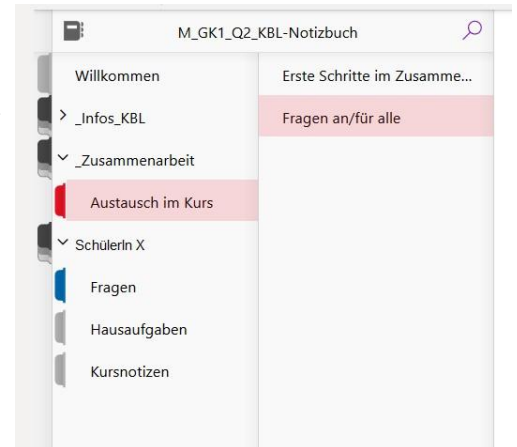 M_GK1_Q2_KBL-Notizbuch
Willkommen
_Infos_KBL
_Zusammenarbeit
Austausch im Kurs
SchülerIn X
Fragen
Hausaufgaben
Kursnotizen
Erste Schritte im Zusamme...
Fragen an/für alle